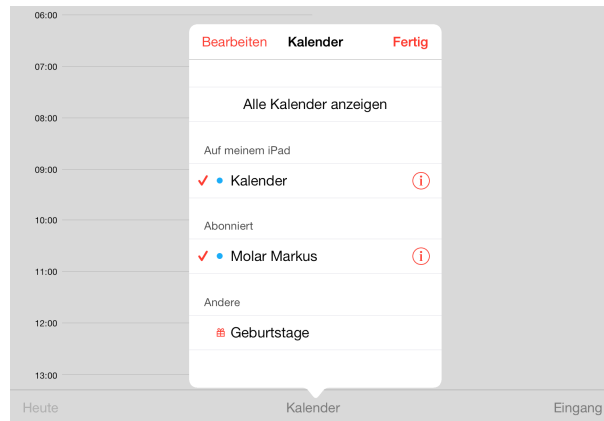 06:00
Bearbeiten Kalender Fertig
07:00
Alle Kalender anzeigen
08:00
Auf meinem iPad
09:00
Kalender
10:00
Abonniert
Molar Markus
11:00
Andere
12:00
Geburtstage
13:00
Heute Kalender Eingang